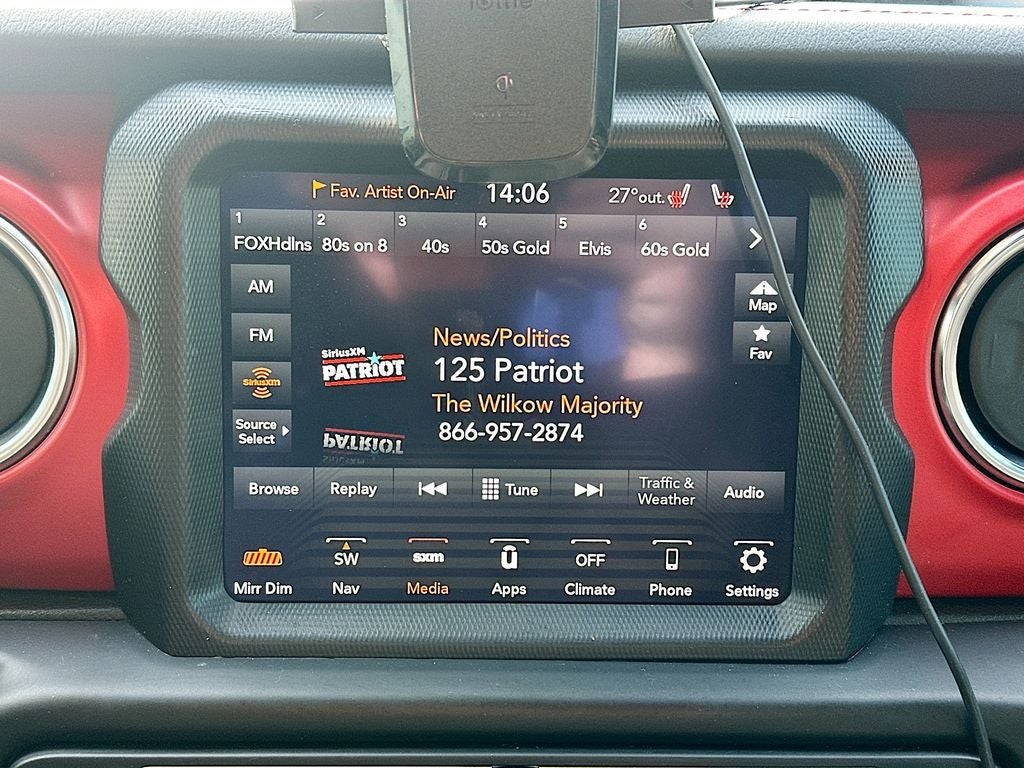 iOttie
Fav. Artist On-Air 14:06 27°out.
1 2 3 4 5 6
FOXHdlns 80s on 8 40s 50s Gold Elvis 60s Gold
AM
Map
FM
Fav
SiriusXM
Source
Select
SiriusXM
PATRIOT
News/Politics
125 Patriot
The Wilkow Majority
866-957-2874
PATRIOT
SiriusXM
Browse Replay Tune Traffic & Weather Audio
SW sxm OFF
Mirr Dim Nav Media Apps Climate Phone Settings